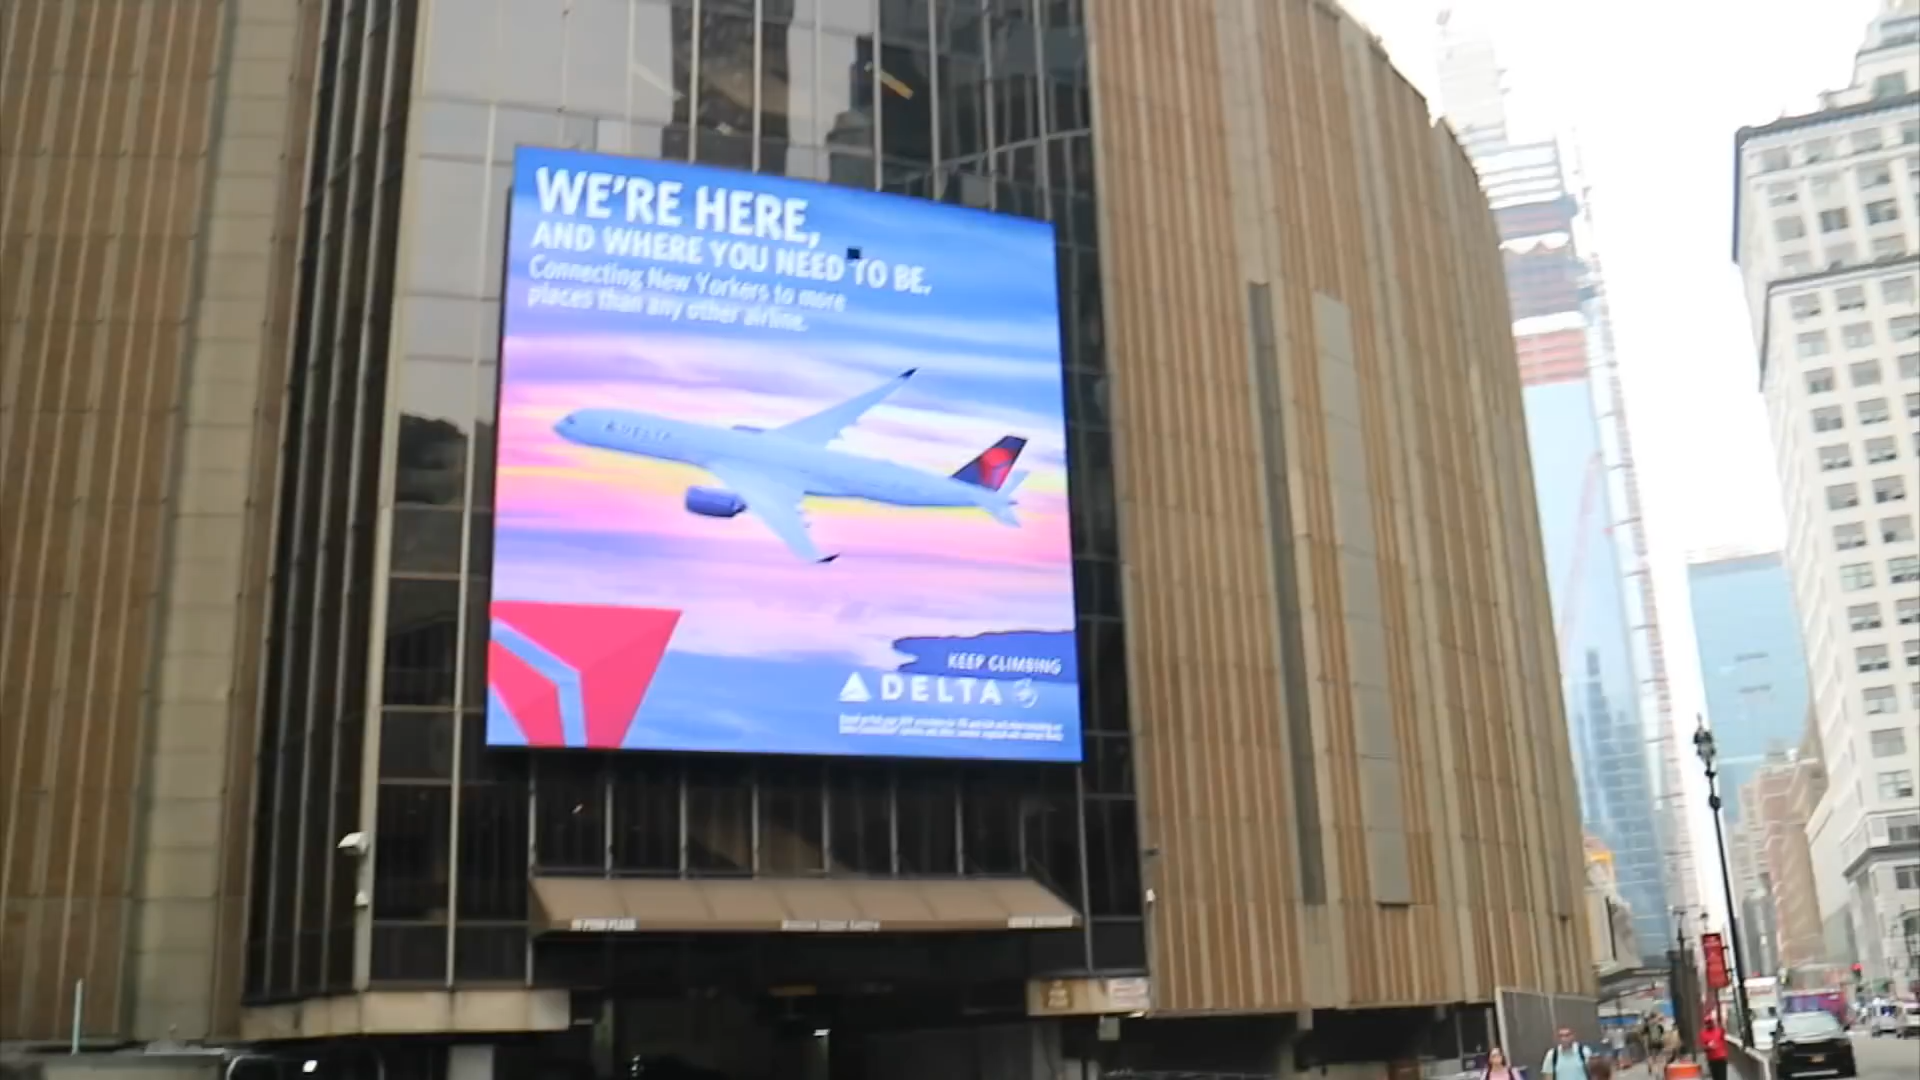 WE'RE HERE,
AND WHERE YOU NEED TO BE.
Connecting New Yorkers to more
places than any other airline.
DELTA
KEEP CLIMBING
DELTA